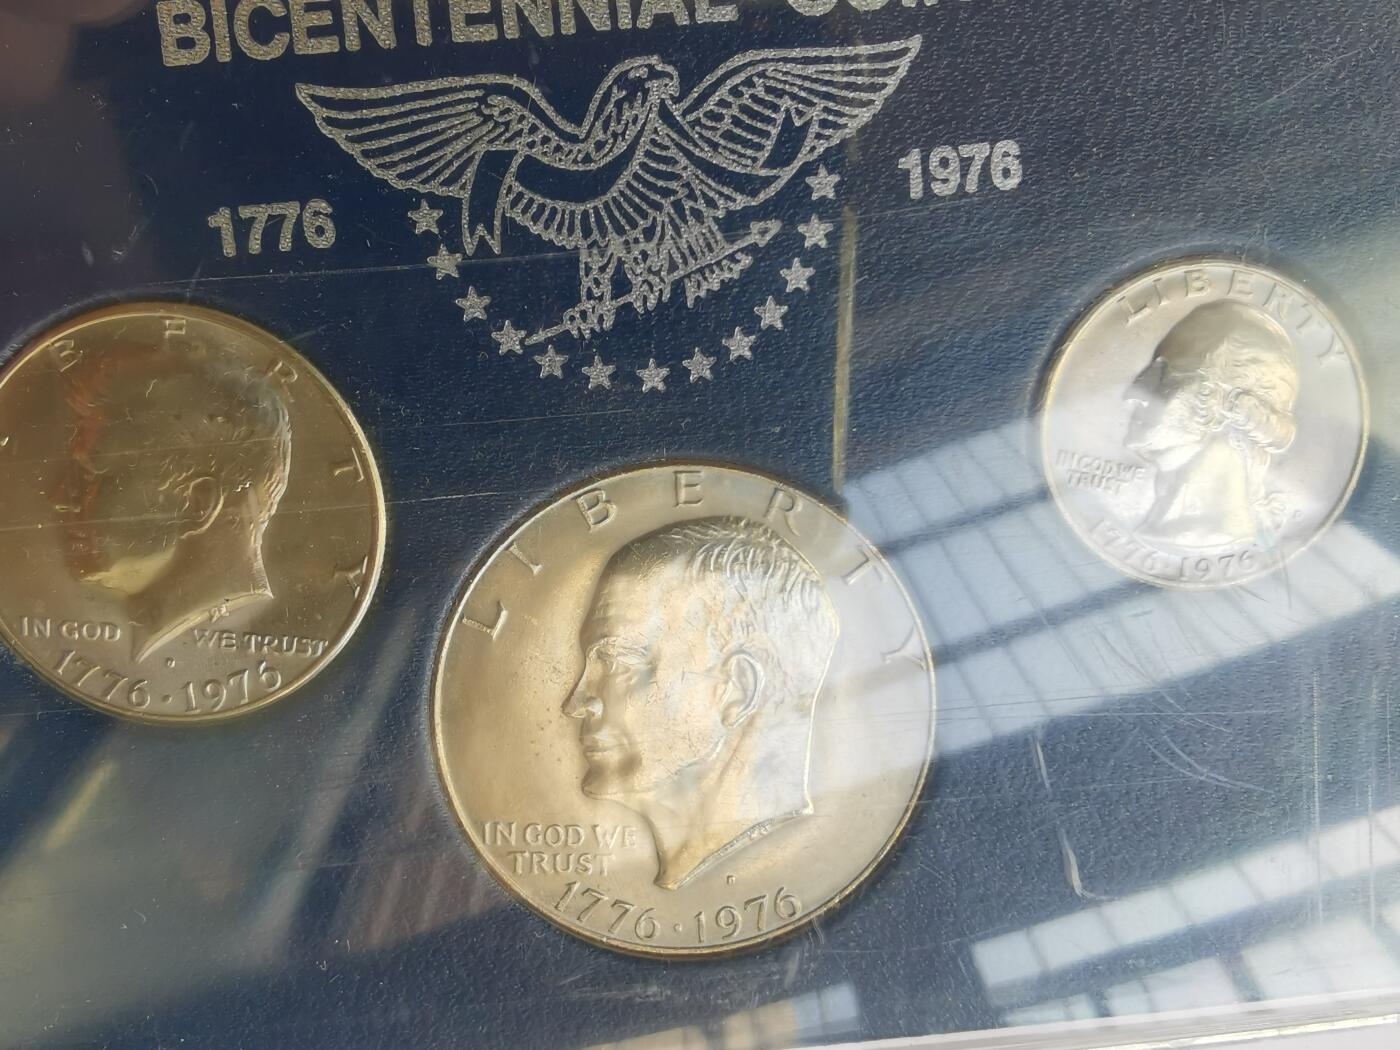 BICENTENNIAL
1776
1976
BERTY
IN GOD WE TRUST
1776·1976
LIBERTY
IN GOD WE
TRUST
1776·1976
LIBERTY
IN GOD WE
TRUST
1776·1976